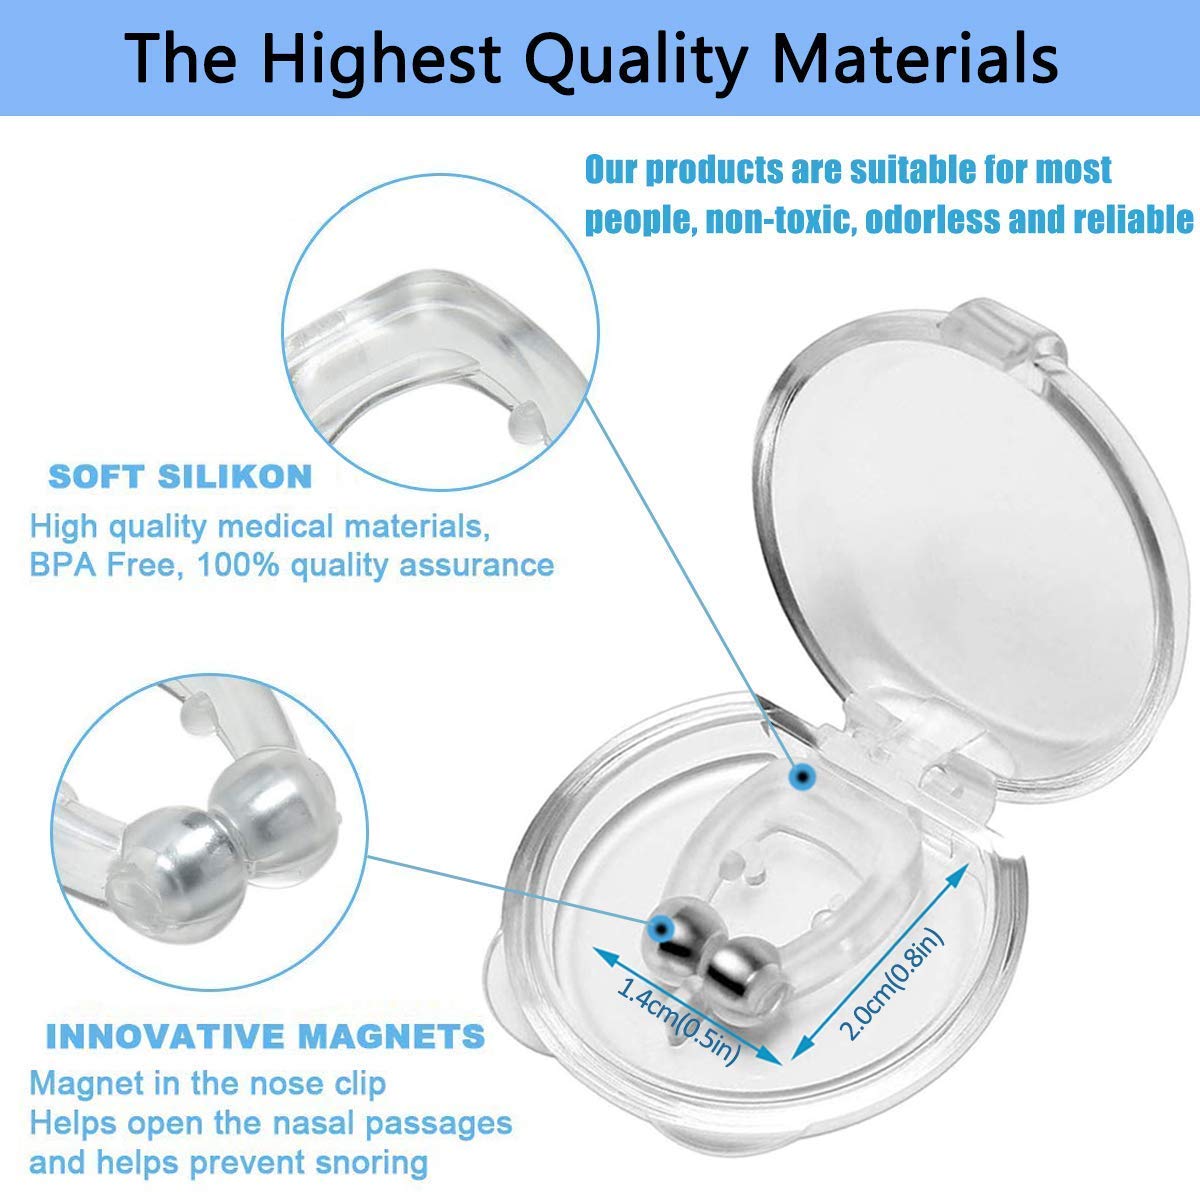 The Highest Quality Materials
Our products are suitable for most
people, non-toxic, odorless and reliable
SOFT SILIKON
High quality medical materials,
BPA Free, 100% quality assurance
1.4cm(0.5in)
2.0cm(0.8in)
INNOVATIVE MAGNETS
Magnet in the nose clip
Helps open the nasal passages
and helps prevent snoring